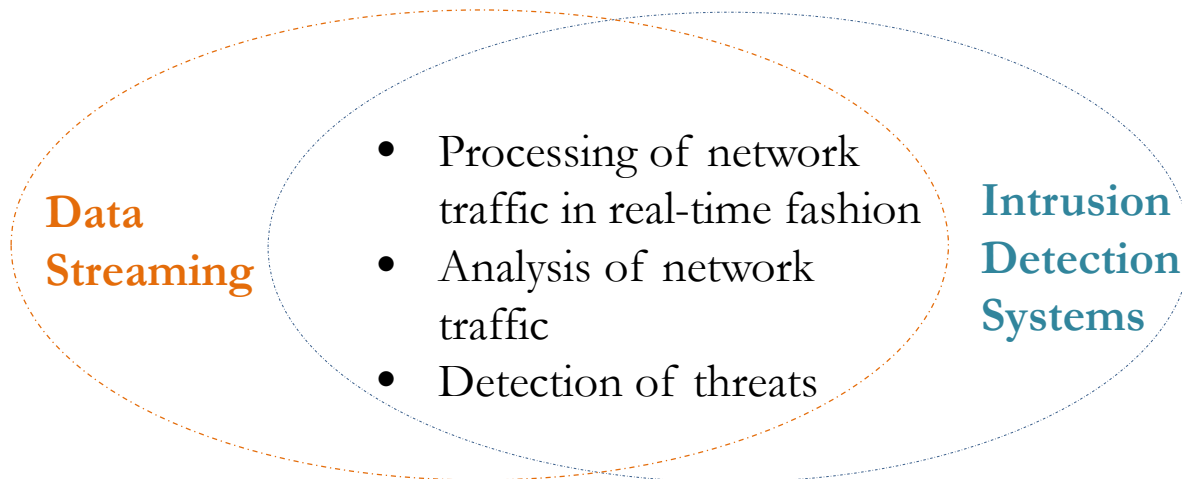 Data
Streaming
• Processing of network
traffic in real-time fashion
• Analysis of network
traffic
• Detection of threats
Intrusion
Detection
Systems